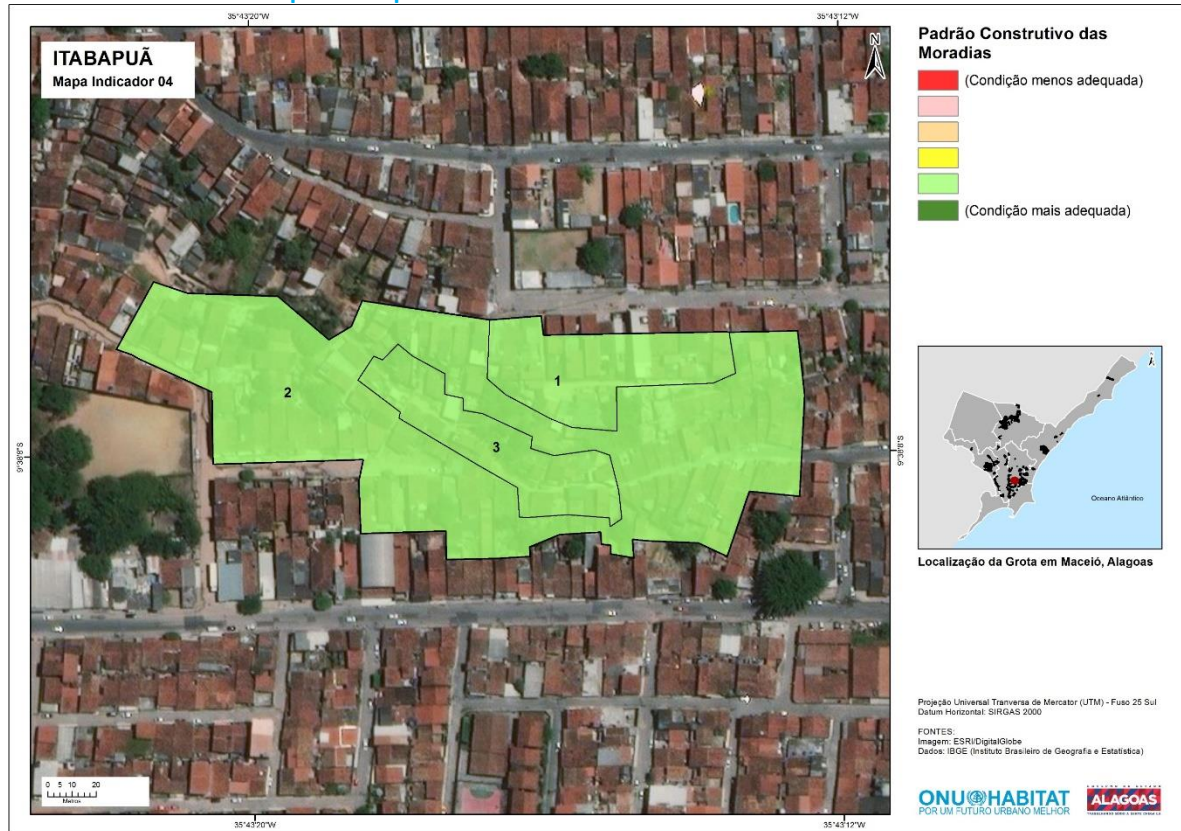 35°43'20"W
35°43'12"W
ITABAPUÃ
Mapa Indicador 04
N
1
2
3
9°38'8"S
9°38'8"S
0 5 10 20
Metros
35°43'20"W
35°43'12"W
Padrão Construtivo das
Moradias
(Condição menos adequada)
(Condição mais adequada)
Oceano Atlântico
Localização da Grota em Maceió, Alagoas
Projeção Universal Tranversa de Mercator (UTM) - Fuso 25 Sul
Datum Horizontal: SIRGAS 2000
FONTES:
Imagem: ESRI/DigitalGlobe
Dados: IBGE (Instituto Brasileiro de Geografia e Estatística)
ONU HABITAT
POR UM FUTURO URBANO MELHOR
ALAGOAS